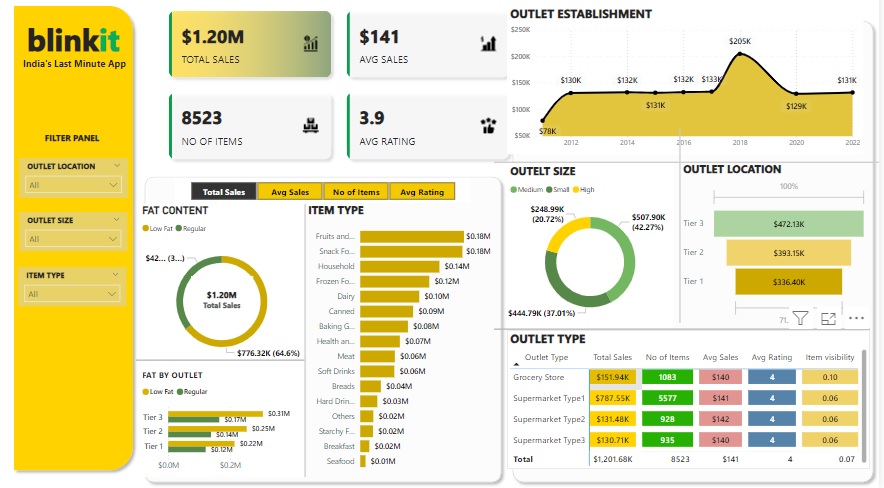 blinkit
India's Last Minute App
FILTER PANEL
OUTLET LOCATION
All
OUTLET SIZE
All
ITEM TYPE
All
$1.20M
TOTAL SALES
$141
AVG SALES
8523
NO OF ITEMS
3.9
AVG RATING
OUTLET ESTABLISHMENT
$250K
$200K
$150K
$100K
$50K
$78K
$130K
$132K
$131K
$132K
$133K
$205K
$129K
$131K
2012
2014
2016
2018
2020
2022
Total Sales
Avg Sales
No of Items
Avg Rating
FAT CONTENT
Low Fat Regular
$42... (3...)
$1.20M
Total Sales
$776.32K (64.6%)
FAT BY OUTLET
Low Fat Regular
Tier 3 $0.31M
$0.17M
Tier 2 $0.25M
$0.14M
Tier 1 $0.22M
$0.12M
$0.0M $0.2M
ITEM TYPE
Fruits and... $0.18M
Snack Fo... $0.18M
Household $0.14M
Frozen Fo... $0.12M
Dairy $0.10M
Canned $0.09M
Baking G... $0.08M
Health an... $0.07M
Meat $0.06M
Soft Drinks $0.06M
Breads $0.04M
Hard Drin... $0.03M
Others $0.02M
Starchy F... $0.02M
Breakfast $0.02M
Seafood $0.01M
OUTELT SIZE
Medium Small High
$248.99K
(20.72%)
$507.90K
(42.27%)
$444.79K (37.01%)
OUTLET LOCATION
100%
Tier 3 $472.13K
Tier 2 $393.15K
Tier 1 $336.40K
OUTLET TYPE
Outlet Type Total Sales No of Items Avg Sales Avg Rating Item visibility
Grocery Store $151.94K 1083 $140 4 0.10
Supermarket Type1 $787.55K 5577 $141 4 0.06
Supermarket Type2 $131.48K 928 $142 4 0.06
Supermarket Type3 $130.71K 935 $140 4 0.06
Total $1,201.68K 8523 $141 4 0.07